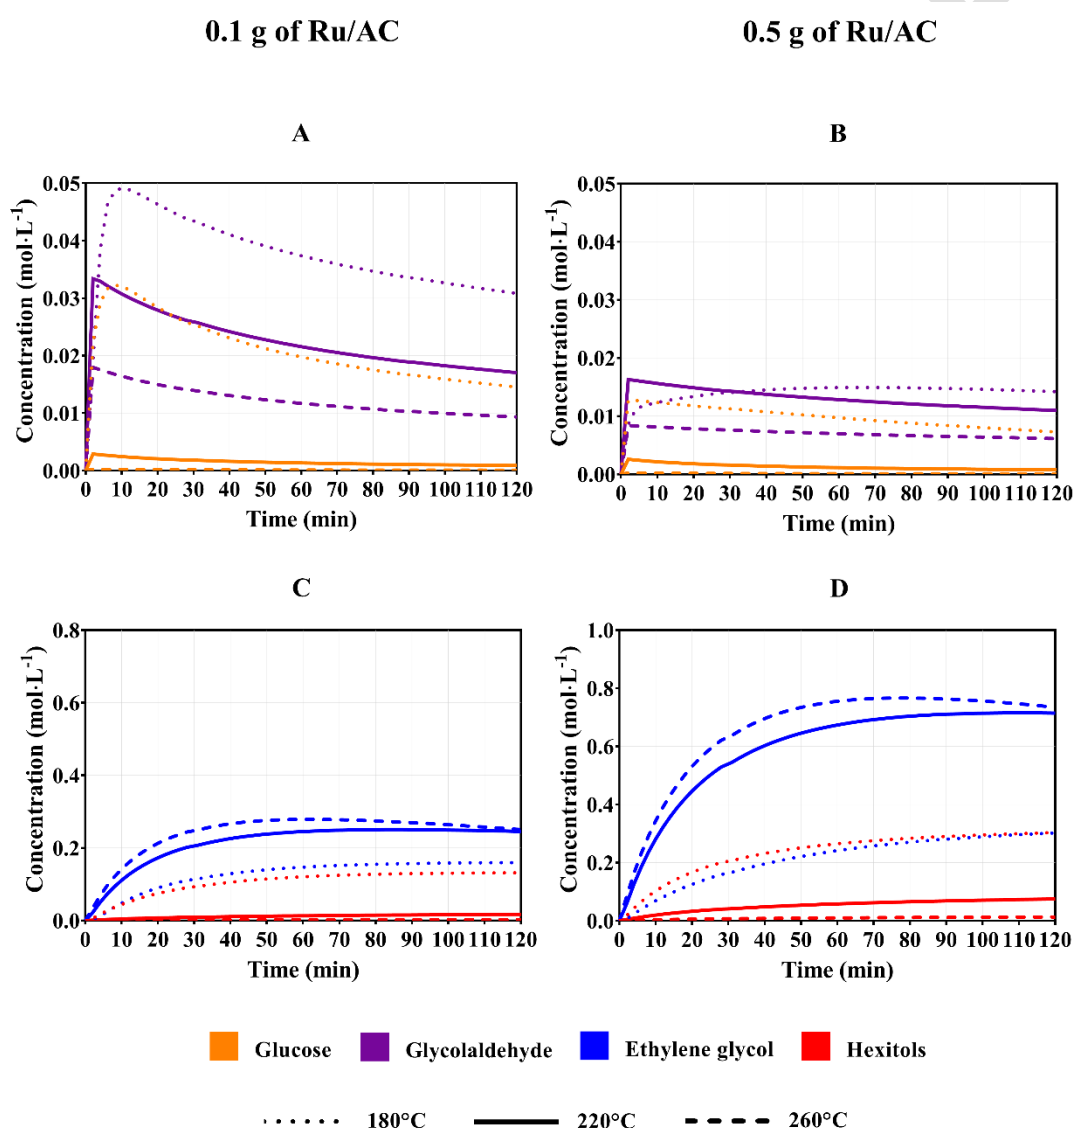 0.1 g of Ru/AC 0.5 g of Ru/AC
A B
Concentration (mol·L⁻¹)
0.05
0.04
0.03
0.02
0.01
0.00
0 10 20 30 40 50 60 70 80 90 100 110 120
Time (min)
Concentration (mol·L⁻¹)
0.05
0.04
0.03
0.02
0.01
0.00
0 10 20 30 40 50 60 70 80 90 100 110 120
Time (min)
C D
Concentration (mol·L⁻¹)
0.8
0.6
0.4
0.2
0.0
0 10 20 30 40 50 60 70 80 90 100 110 120
Time (min)
Concentration (mol·L⁻¹)
1.0
0.8
0.6
0.4
0.2
0.0
0 10 20 30 40 50 60 70 80 90 100 110 120
Time (min)
Glucose Glycolaldehyde Ethylene glycol Hexitols
180°C 220°C 260°C